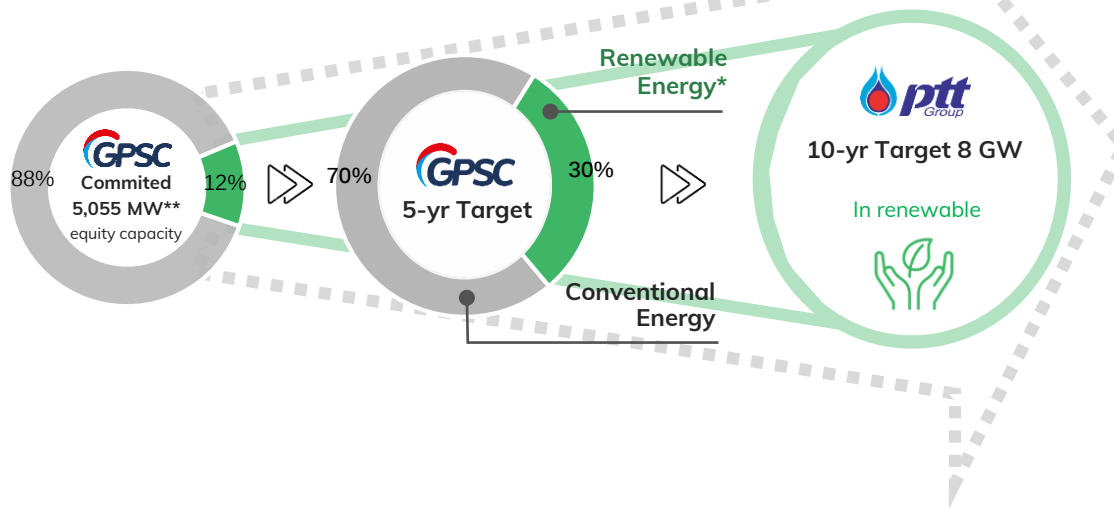 88%
GPSC
Commited
5,055 MW**
equity capacity
12%
70%
GPSC
5-yr Target
30%
Renewable
Energy*
Conventional
Energy
ptt
Group
10-yr Target 8 GW
In renewable